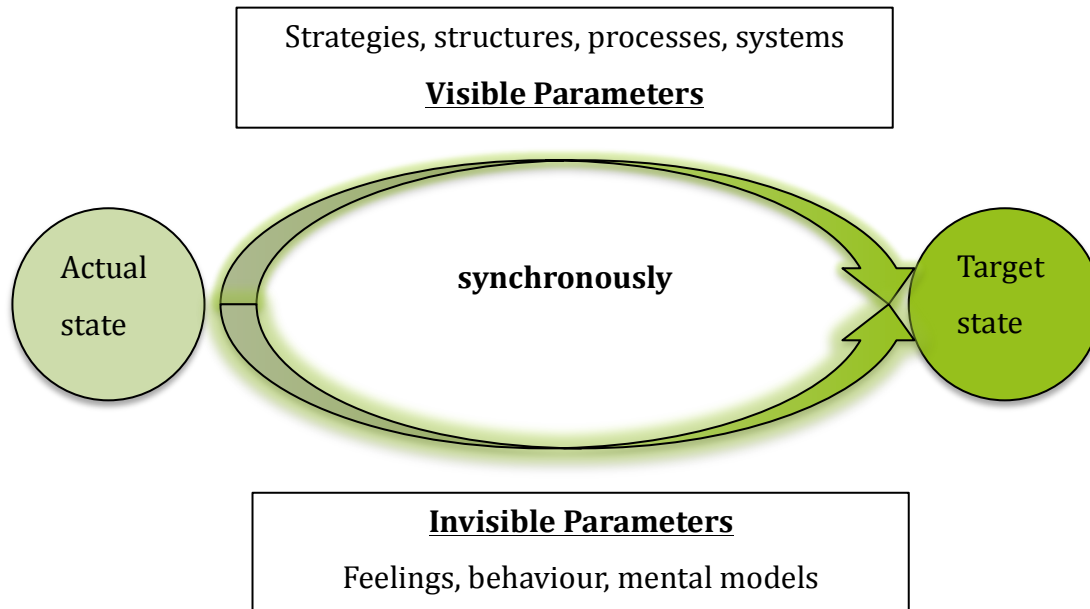 Strategies, structures, processes, systems
Visible Parameters
Actual
state
synchronously
Target
state
Invisible Parameters
Feelings, behaviour, mental models